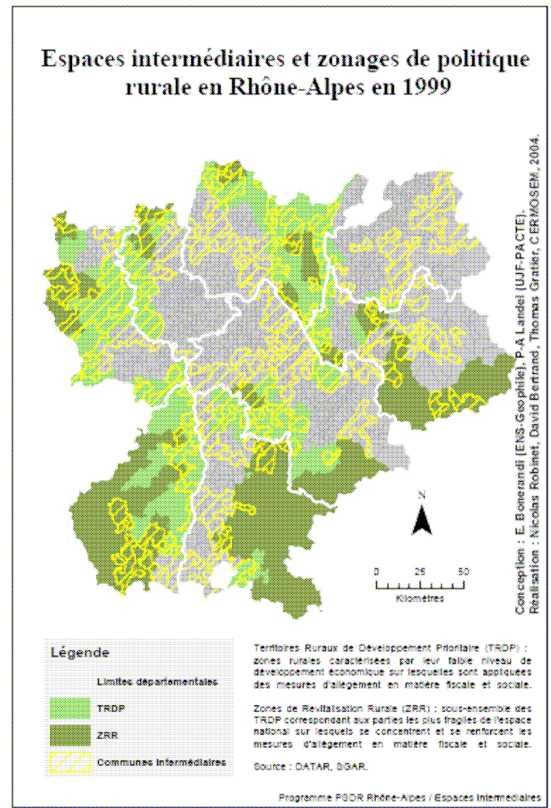 Espaces intermédiaires et zonages de politique
rurale en Rhône-Alpes en 1999
Conception : E. Bonerandi (ENS-Geophile), P-A Landel (UJF-PACTE).
Réalisation : Nicolas Robinet, David Bertrand, Thomas Gratier, CERMOSEM, 2004.
N
0 25 50
Kilomètres
Légende
Limites départementales
TRDP
ZRR
Communes Intermédiaires
Territoires Ruraux de Développement Prioritaire (TRDP) :
zones rurales caractérisées par leur faible niveau de
développement économique sur lesquelles sont appliquées
des mesures d'allègement en matière fiscale et sociale.
Zones de Revitalisation Rurale (ZRR) : sous-ensemble des
TRDP correspondant aux parties les plus fragiles de l'espace
national sur lesquels se concentrent et se renforcent les
mesures d'allègement en matière fiscale et sociale.
Source : DATAR, SGAR.
Programme PSDR Rhône-Alpes / Espaces Intermédiaires